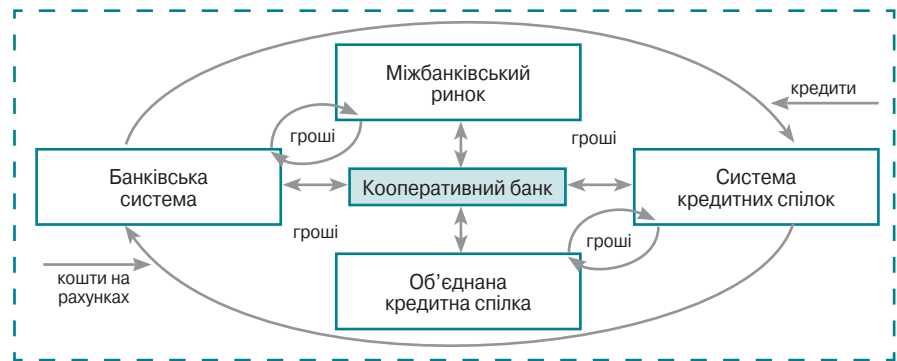 Міжбанківський
ринок
кредити
гроші
гроші
Банківська
система
Кооперативний банк
Система
кредитних спілок
гроші
гроші
Об’єднана
кредитна спілка
кошти на
рахунках